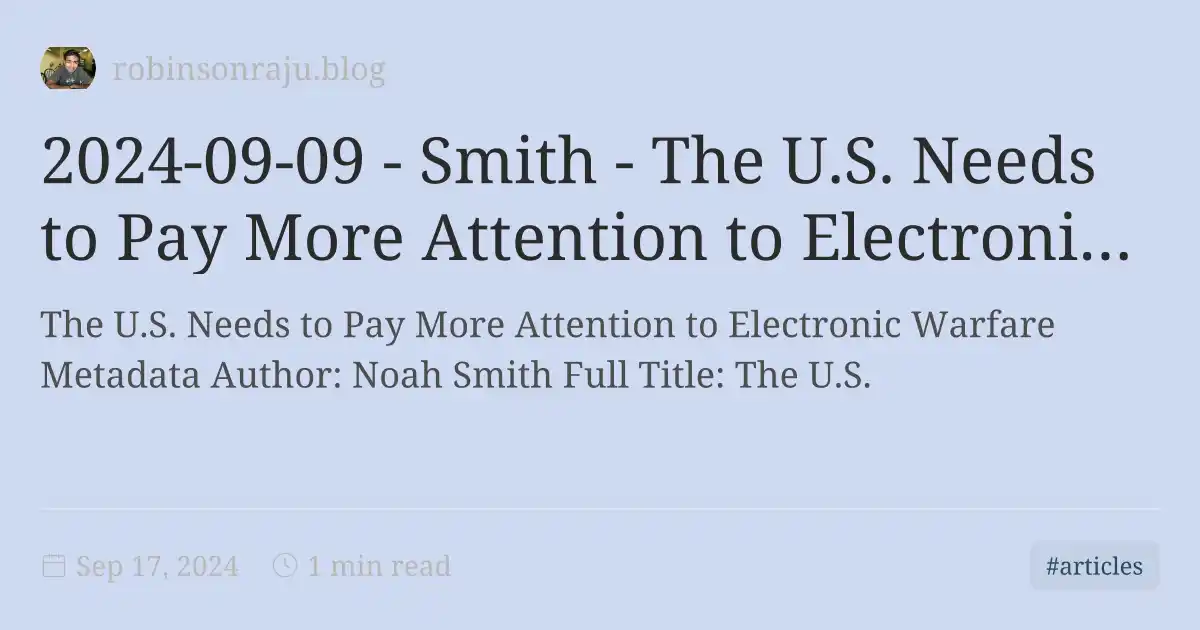 robinsonraju.blog
2024-09-09 - Smith - The U.S. Needs
to Pay More Attention to Electroni...
The U.S. Needs to Pay More Attention to Electronic Warfare
Metadata Author: Noah Smith Full Title: The U.S.
Sep 17, 2024 1 min read
#articles